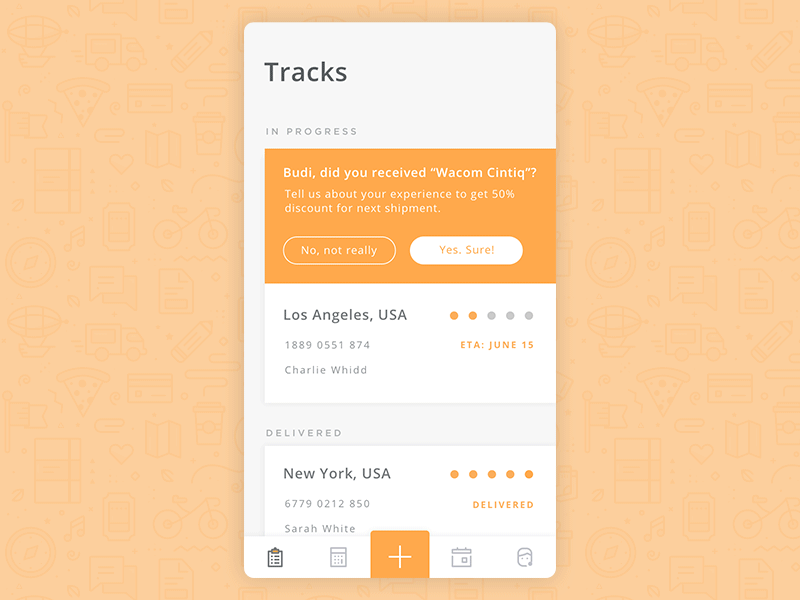 Tracks
IN PROGRESS
Budi, did you received “Wacom Cintiq”?
Tell us about your experience to get 50%
discount for next shipment.
No, not really
Yes. Sure!
Los Angeles, USA
1889 0551 874
ETA: JUNE 15
Charlie Whidd
DELIVERED
New York, USA
6779 0212 850
DELIVERED
Sarah White